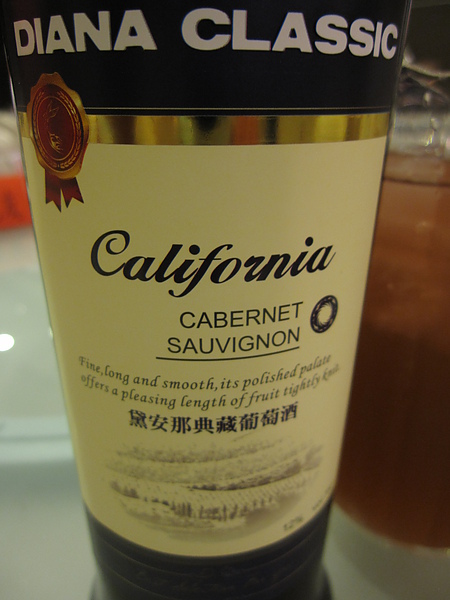 DIANA CLASSIC
California
CABERNET
SAUVIGNON
Fine,long and smooth,its polished palate
offers a pleasing length of fruit tightly knit.
黛安那典藏葡萄酒
12%